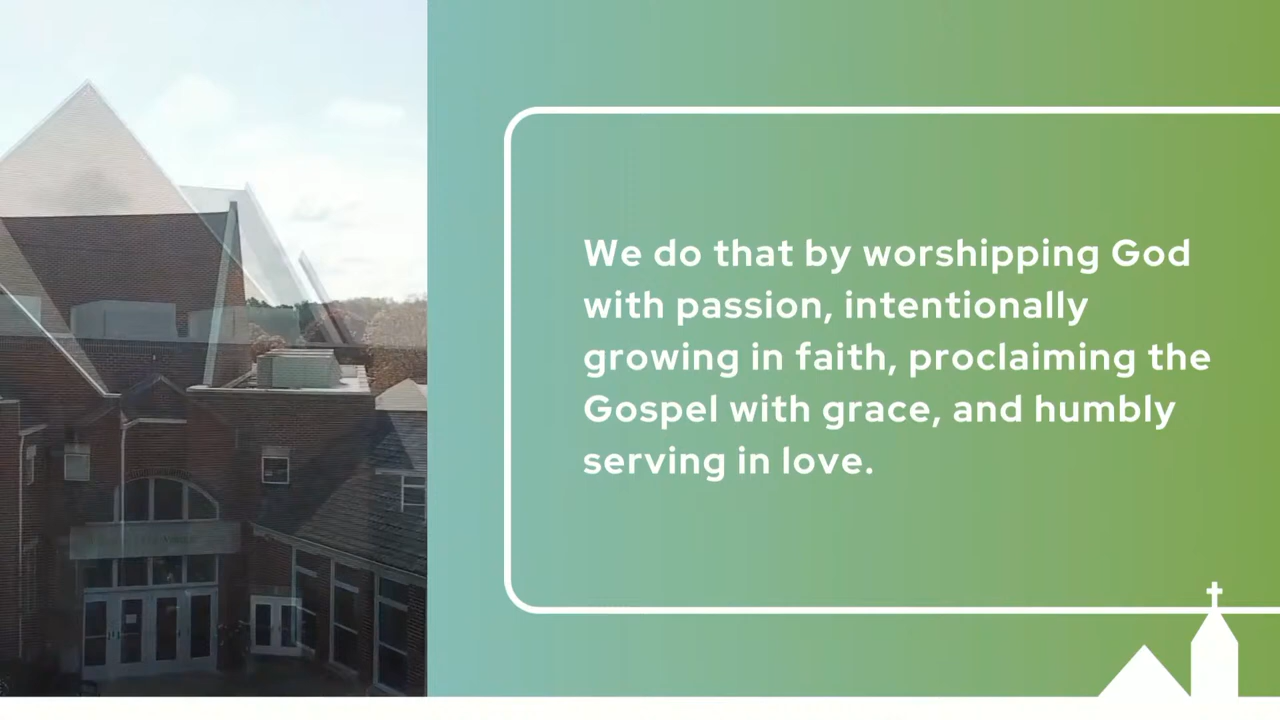 We do that by worshipping God
with passion, intentionally
growing in faith, proclaiming the
Gospel with grace, and humbly
serving in love.